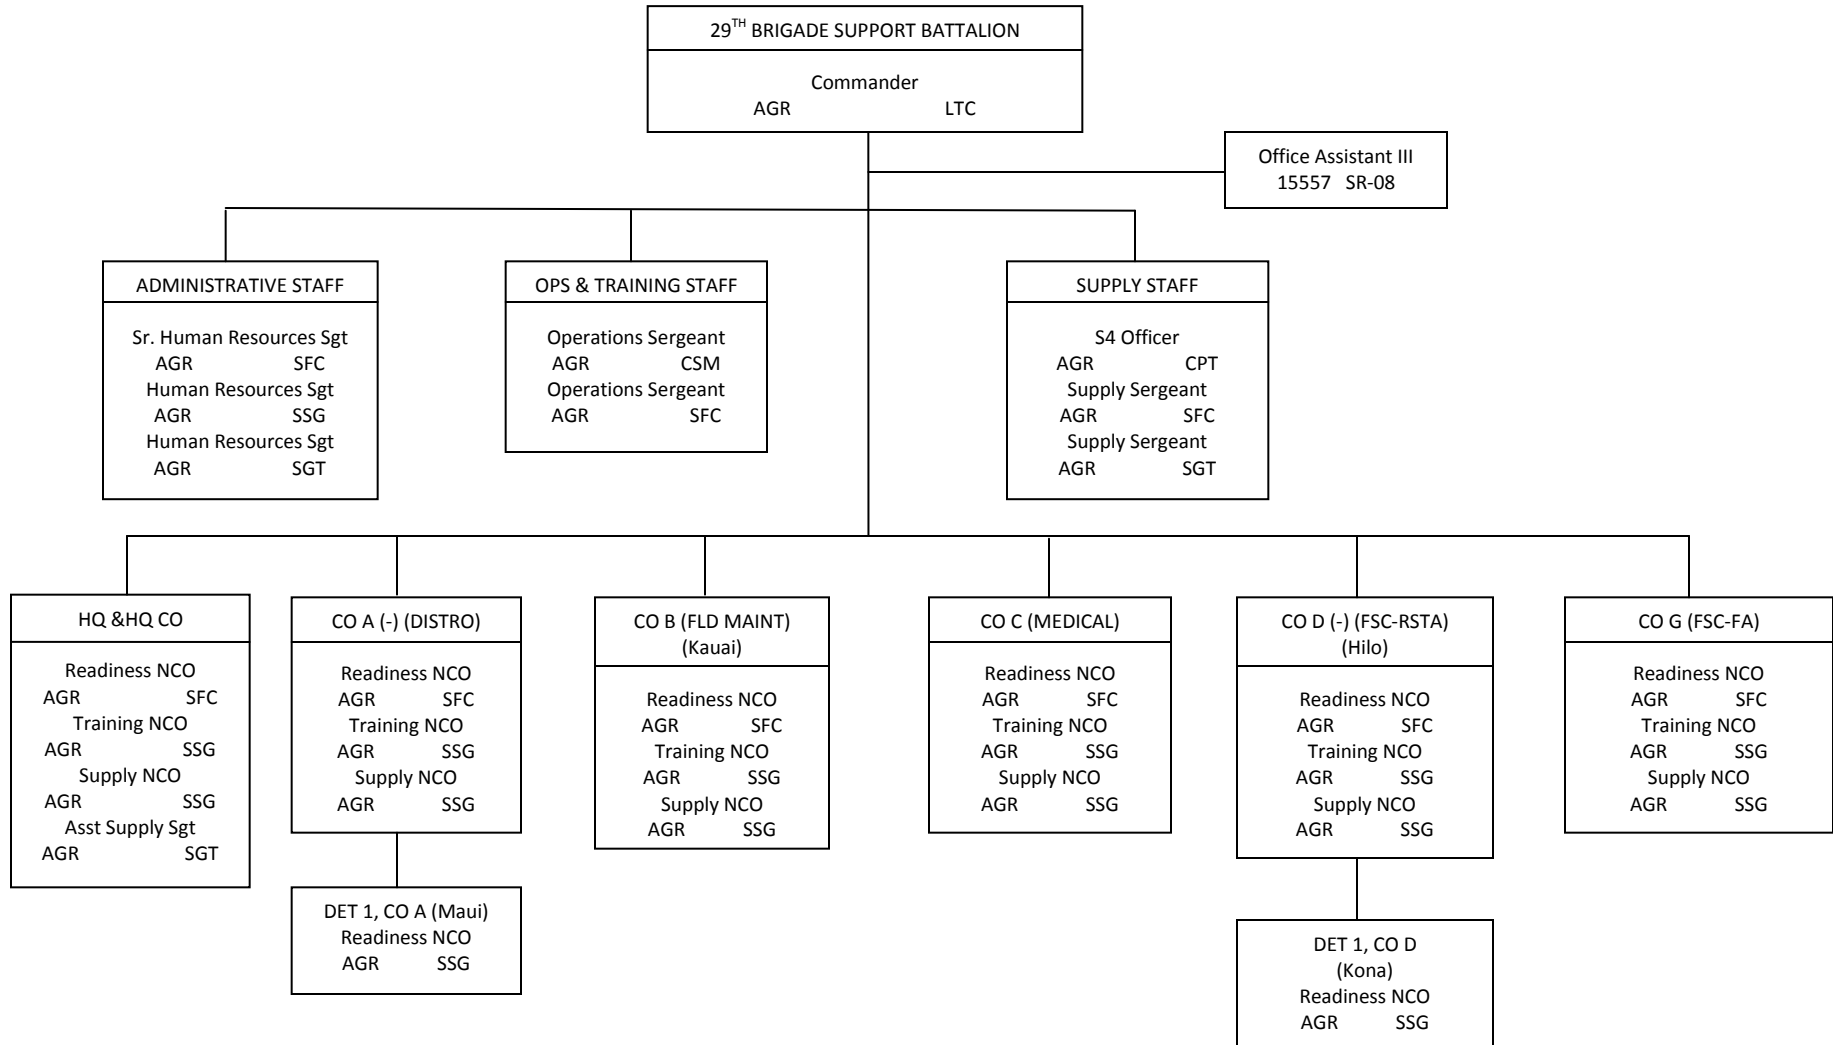 29TH BRIGADE SUPPORT BATTALION
Commander
AGR LTC
Office Assistant III
15557 SR-08
ADMINISTRATIVE STAFF
Sr. Human Resources Sgt
AGR SFC
Human Resources Sgt
AGR SSG
Human Resources Sgt
AGR SGT
OPS & TRAINING STAFF
Operations Sergeant
AGR CSM
Operations Sergeant
AGR SFC
SUPPLY STAFF
S4 Officer
AGR CPT
Supply Sergeant
AGR SFC
Supply Sergeant
AGR SGT
HQ &HQ CO
Readiness NCO
AGR SFC
Training NCO
AGR SSG
Supply NCO
AGR SSG
Asst Supply Sgt
AGR SGT
CO A (-) (DISTRO)
Readiness NCO
AGR SFC
Training NCO
AGR SSG
Supply NCO
AGR SSG
DET 1, CO A (Maui)
Readiness NCO
AGR SSG
CO B (FLD MAINT)
(Kauai)
Readiness NCO
AGR SFC
Training NCO
AGR SSG
Supply NCO
AGR SSG
CO C (MEDICAL)
Readiness NCO
AGR SFC
Training NCO
AGR SSG
Supply NCO
AGR SSG
CO D (-) (FSC-RSTA)
(Hilo)
Readiness NCO
AGR SFC
Training NCO
AGR SSG
Supply NCO
AGR SSG
DET 1, CO D
(Kona)
Readiness NCO
AGR SSG
CO G (FSC-FA)
Readiness NCO
AGR SFC
Training NCO
AGR SSG
Supply NCO
AGR SSG